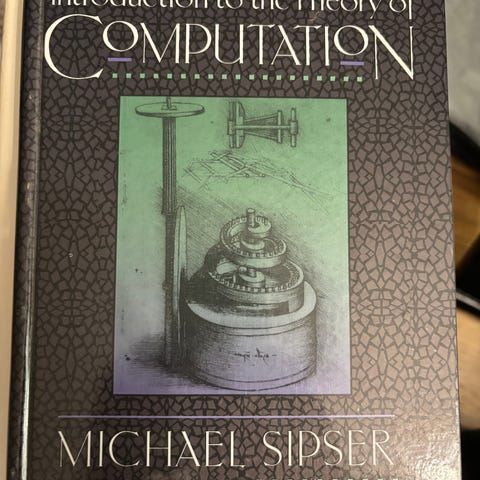 Introduction to the Theory of
COMPUTATION
MICHAEL SIPSER